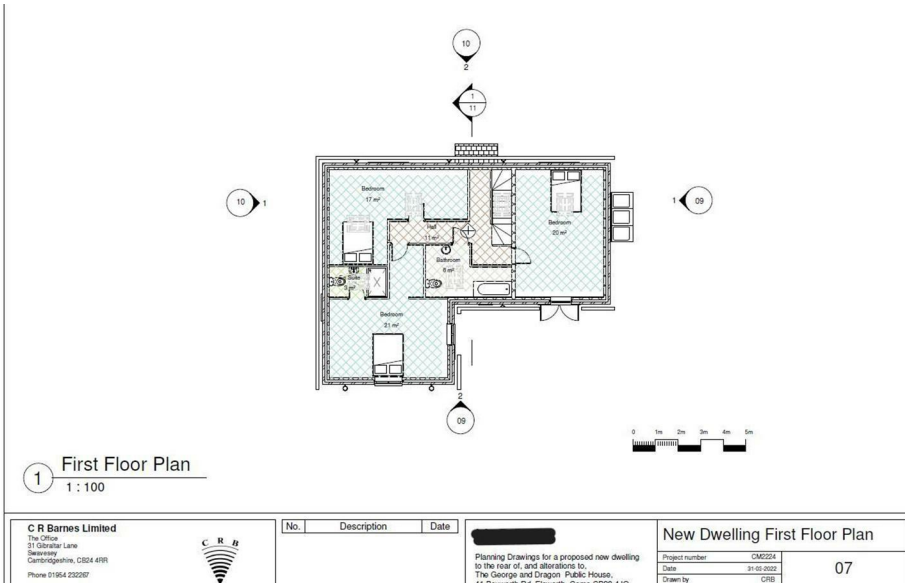 10
2
1
11
10
1
1
09
Bedroom
17 m²
Hall
11 m²
Bedroom
20 m²
Bathroom
6 m²
Suite
3 m²
Bedroom
21 m²
2
09
0 1m 2m 3m 4m 5m
1
First Floor Plan
1 : 100
C R Barnes Limited
The Office
31 Gibraltar Lane
Swavesey
Cambridgeshire, CB24 4RR
Phone 01954 232267
C R B
No. Description Date
Planning Drawings for a proposed new dwelling
to the rear of, and alterations to,
The George and Dragon Public House,
New Dwelling First Floor Plan
Project number CM2224
Date 31-05-2022
Drawn by CRB
07